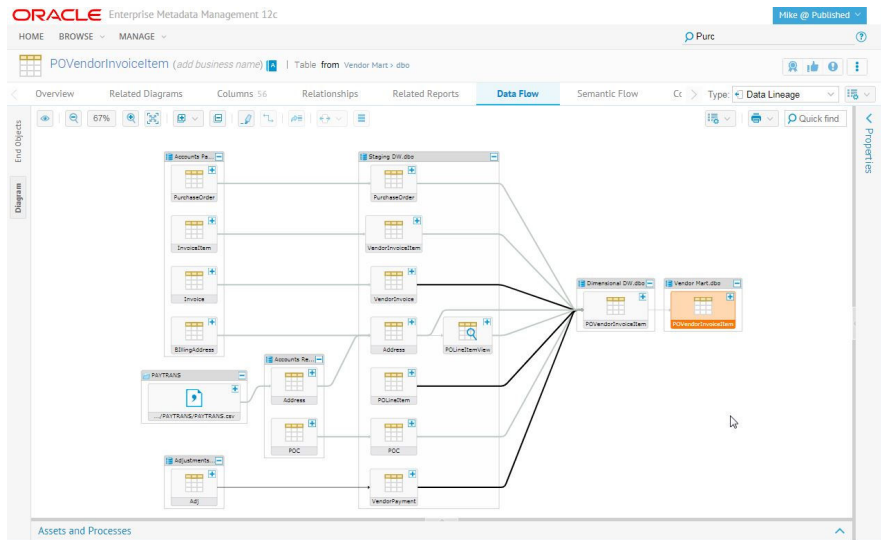 ORACLE Enterprise Metadata Management 12c
Mike @ Published
HOME BROWSE MANAGE
Purc
POVendorInvoiceItem (add business name) A | Table from Vendor Mart › dbo
Overview Related Diagrams Columns 56 Relationships Related Reports Data Flow Semantic Flow Type: Data Lineage
67% Quick find
End Objects
Diagram
Properties
Accounts Pa...
PurchaseOrder
InvoiceItem
Invoice
BillingAddress
PAYTRANS
.../PAYTRANS/PAYTRANS.csv
Accounts Re...
Address
POC
Adjustments...
Adj
Staging DW.dbo
PurchaseOrder
VendorInvoiceItem
VendorInvoice
Address
POLineItemView
POLineItem
POC
VendorPayment
Dimensional DW.dbo
POVendorInvoiceItem
Vendor Mart.dbo
POVendorInvoiceItem
Assets and Processes